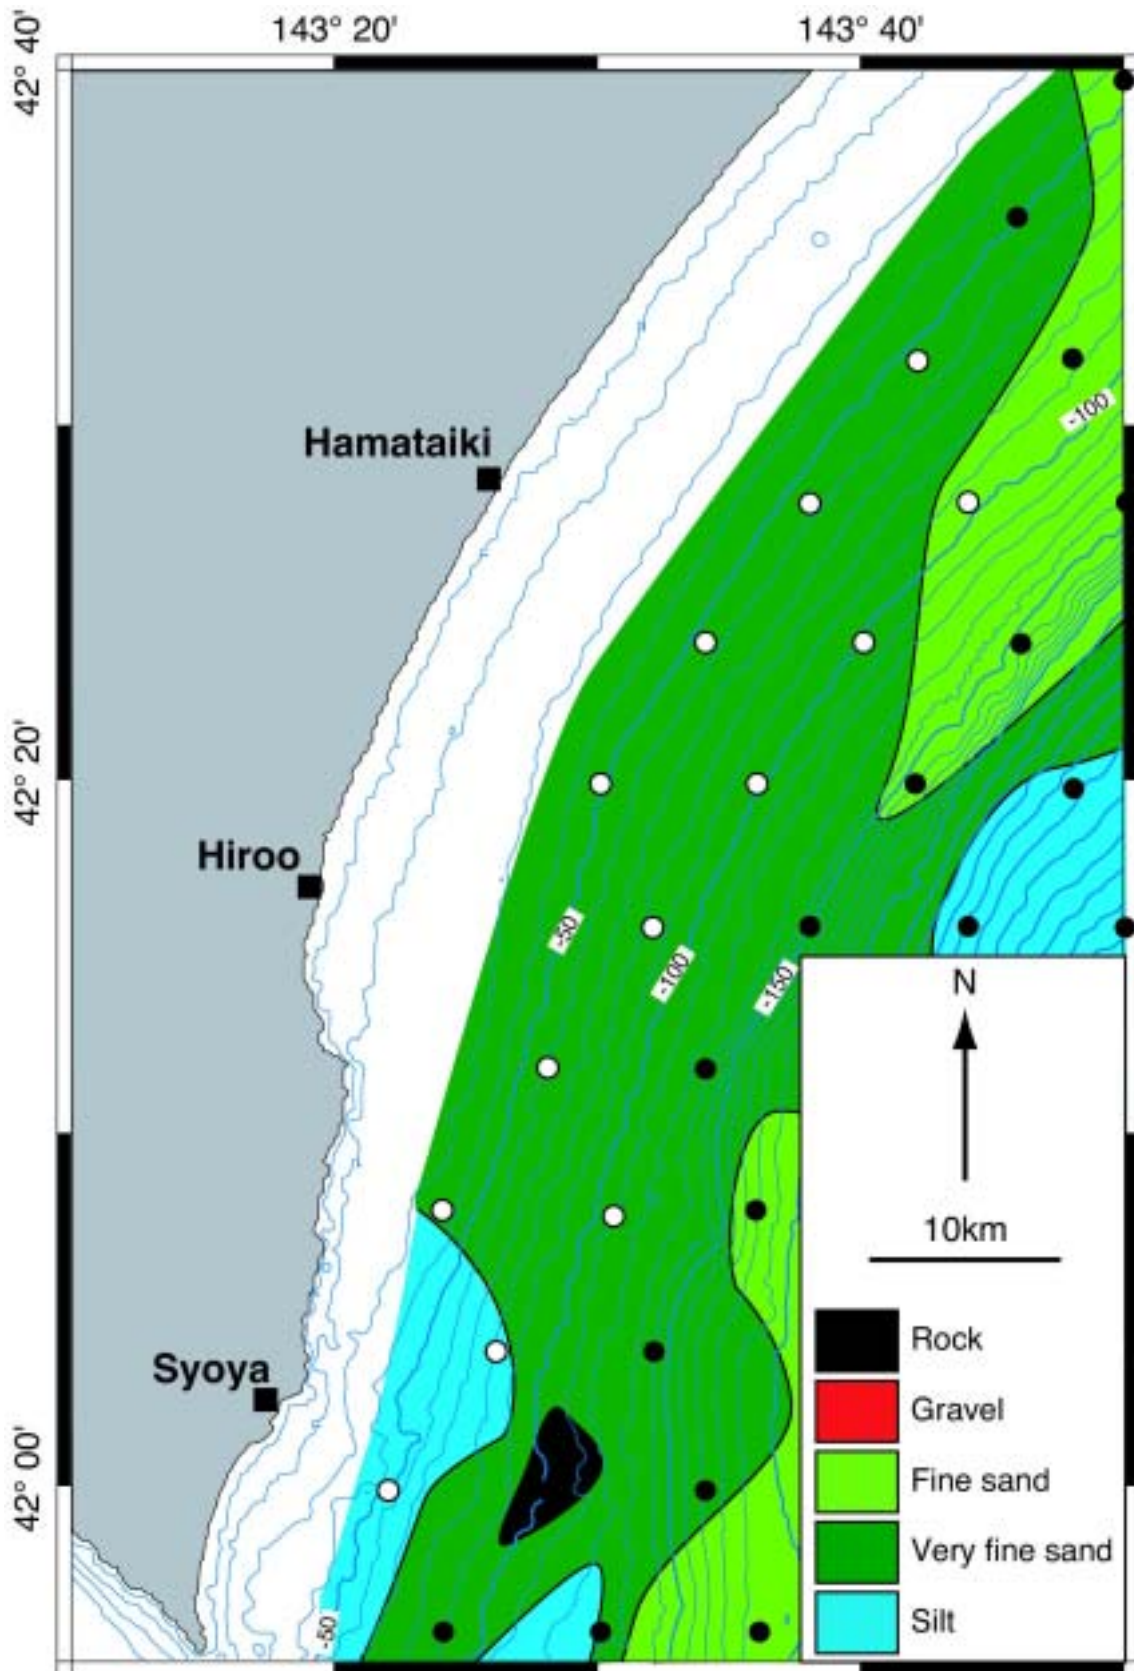 143° 20'
143° 40'
42° 40'
-100
Hamataiki
42° 20'
Hiroo
-50
-100
-150
N
10km
Rock
Syoya
Gravel
Fine sand
42° 00'
Very fine sand
Silt
-50